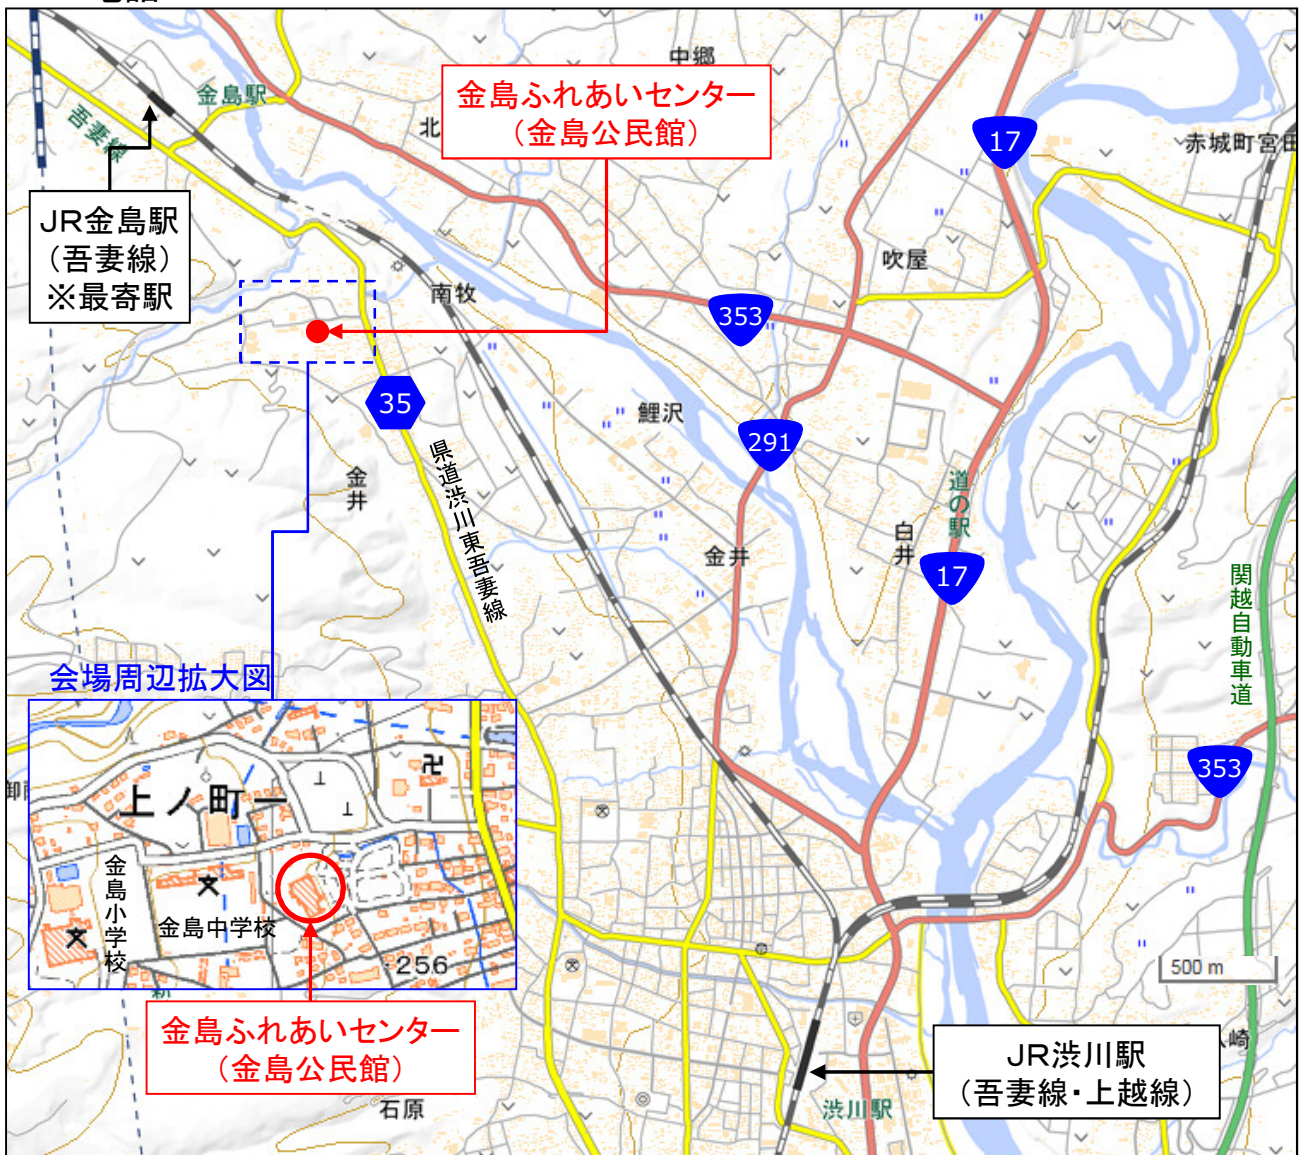 中郷
金島駅
吾妻線
北
金島ふれあいセンター
（金島公民館）
17
赤城町宮田
JR金島駅
（吾妻線）
※最寄駅
吹屋
南牧
353
35
鯉沢
291
県道渋川東吾妻線
金井
道の駅
白井
金井
17
関越自動車道
会場周辺拡大図
353
上ノ町一
金島小学校
金島中学校
256
金島ふれあいセンター
（金島公民館）
500 m
JR渋川駅
（吾妻線・上越線）
崎
石原
渋川駅